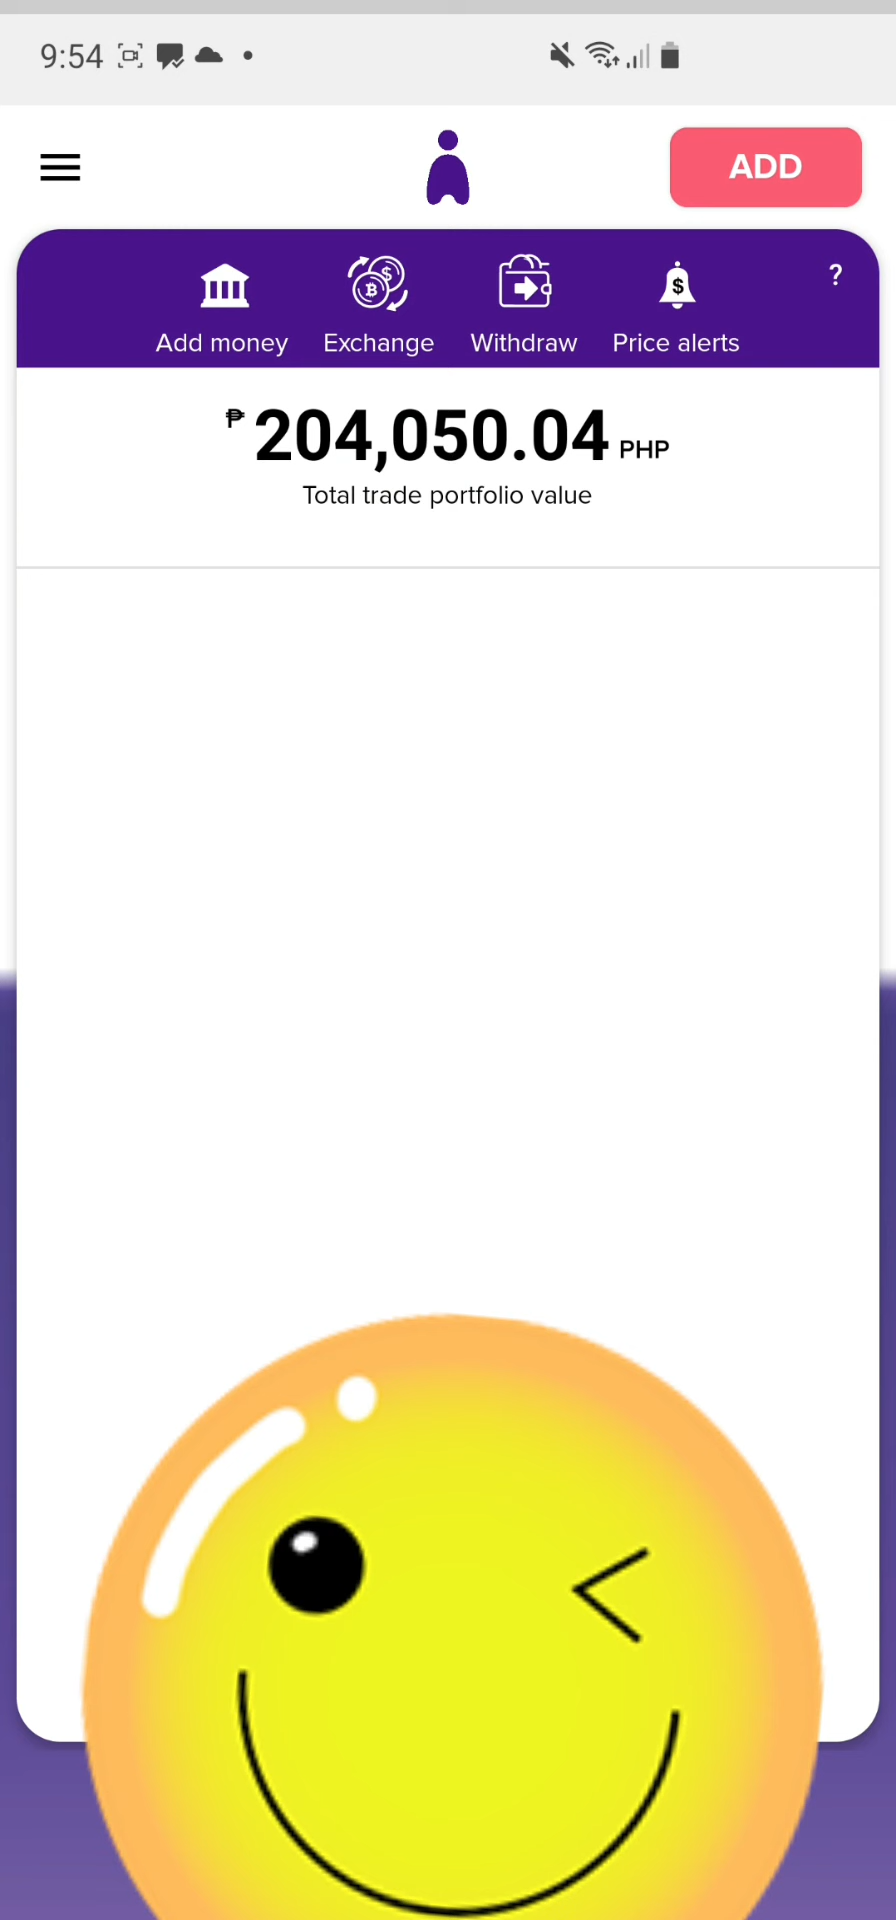 9:54
ADD
?
Add money Exchange Withdraw Price alerts
₱ 204,050.04 PHP
Total trade portfolio value